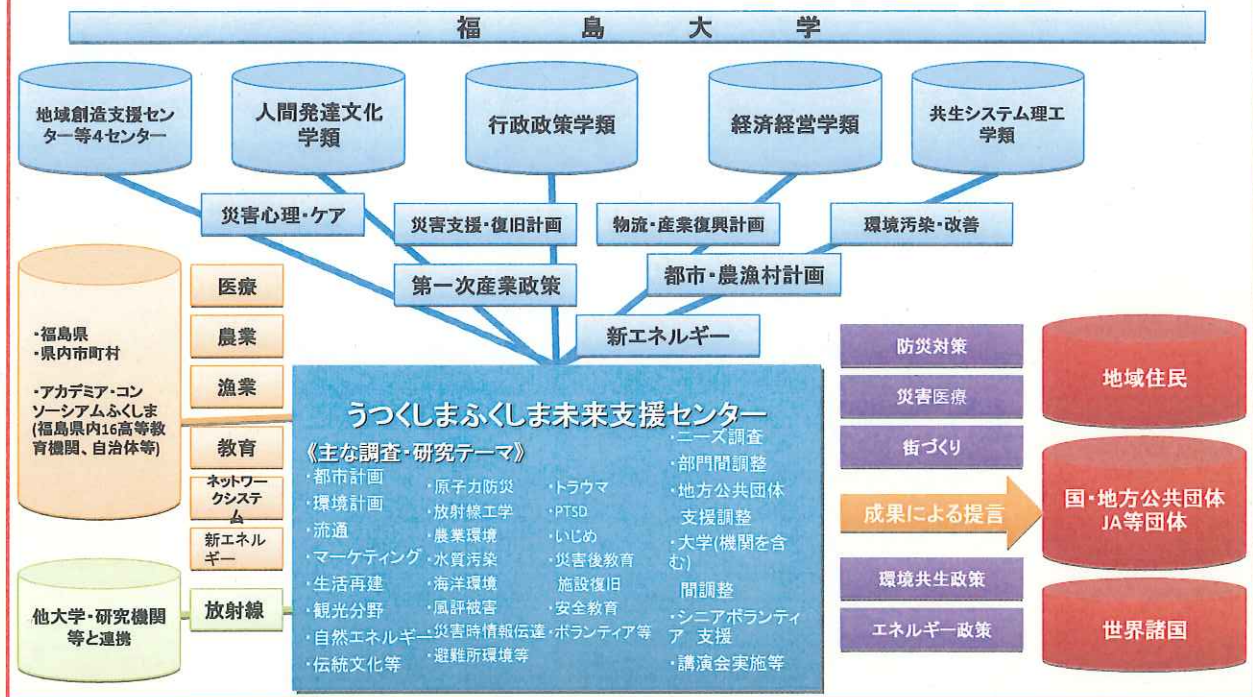 福島大学
地域創造支援セン
ター等4センター
人間発達文化
学類
行政政策学類
経済経営学類
共生システム理工
学類
災害心理・ケア
災害支援・復旧計画
物流・産業復興計画
環境汚染・改善
第一次産業政策
都市・農漁村計画
新エネルギー
・福島県
・県内市町村
・アカデミア・コン
ソーシアムふくしま
(福島県内16高等教
育機関、自治体等)
医療
農業
漁業
教育
ネットワー
クシステ
ム
新エネル
ギー
他大学・研究機関
等と連携
放射線
うつくしまふくしま未来支援センター
《主な調査・研究テーマ》
・都市計画
・環境計画
・流通
・マーケティング
・生活再建
・観光分野
・自然エネルギー
・伝統文化等
・原子力防災
・放射線工学
・農業環境
・水質汚染
・海洋環境
・風評被害
・災害時情報伝達
・避難所環境等
・トラウマ
・PTSD
・いじめ
・災害後教育
施設復旧
・安全教育
・ボランティア等
・ニーズ調査
・部門間調整
・地方公共団体
支援調整
・大学(機関を含
む)
間調整
・シニアボランティ
ア 支援
・講演会実施等
防災対策
災害医療
街づくり
成果による提言
環境共生政策
エネルギー政策
地域住民
国・地方公共団体
JA等団体
世界諸国